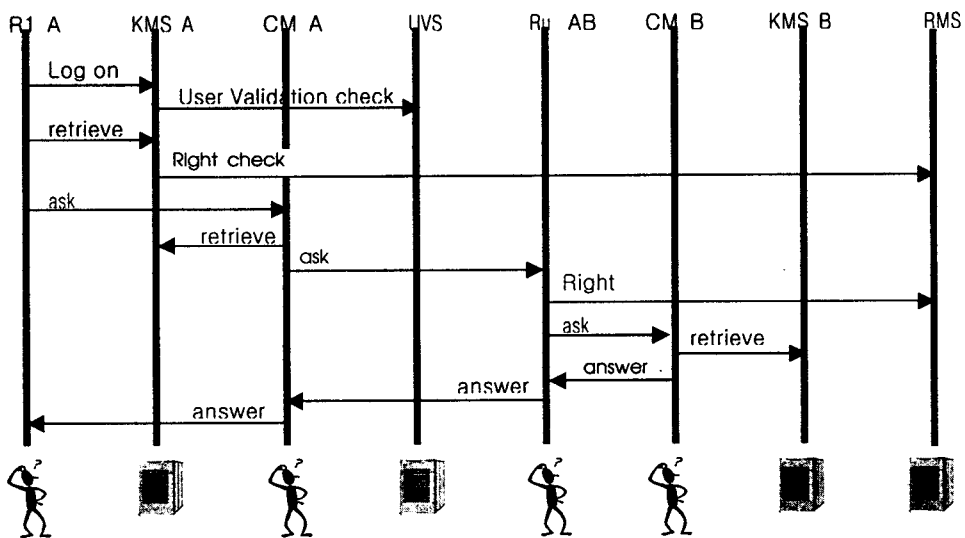 R1 A KMS A CM A UVS Ru AB CM B KMS B RMS
Log on
User Validation check
retrieve
Right check
ask
retrieve
ask
Right
ask
retrieve
answer
answer
answer
? ? ? ?